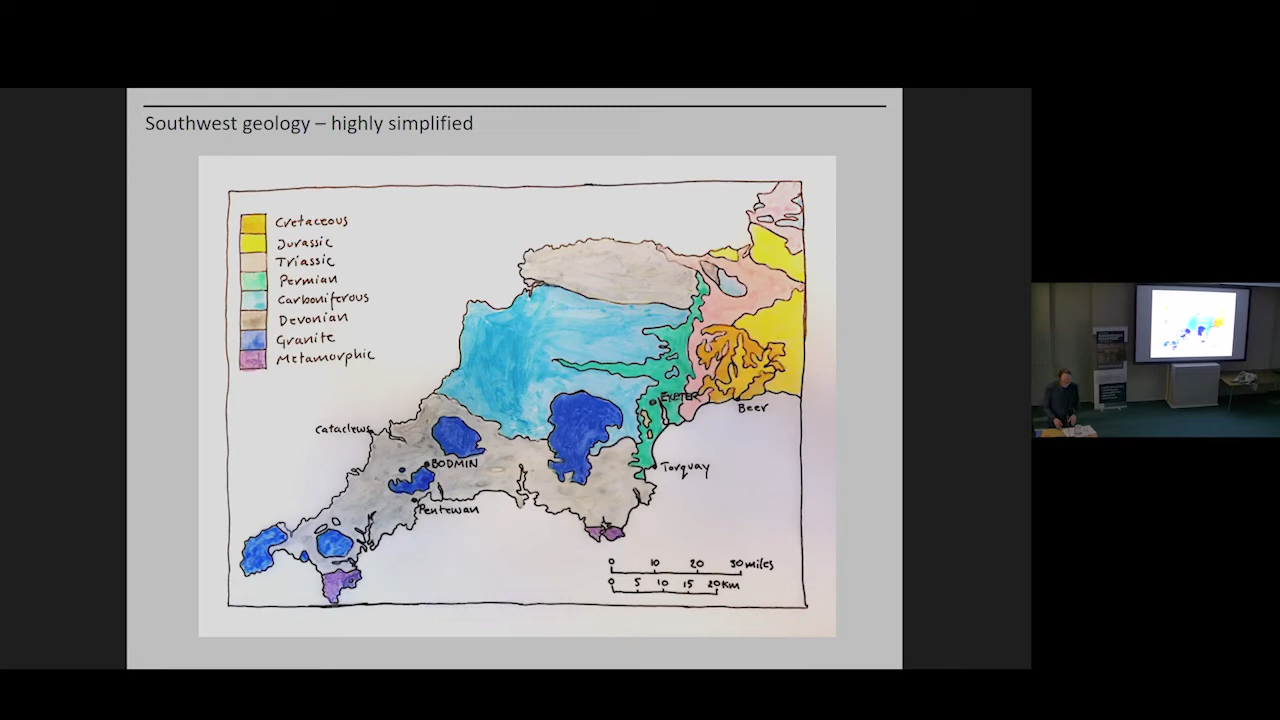 Southwest geology – highly simplified
Cretaceous
Jurassic
Triassic
Permian
Carboniferous
Devonian
Granite
Metamorphic
EXETER
Beer
Cataclews
BODMIN
Torquay
Pentewan
0 10 20 30 miles
0 5 10 15 20 Km